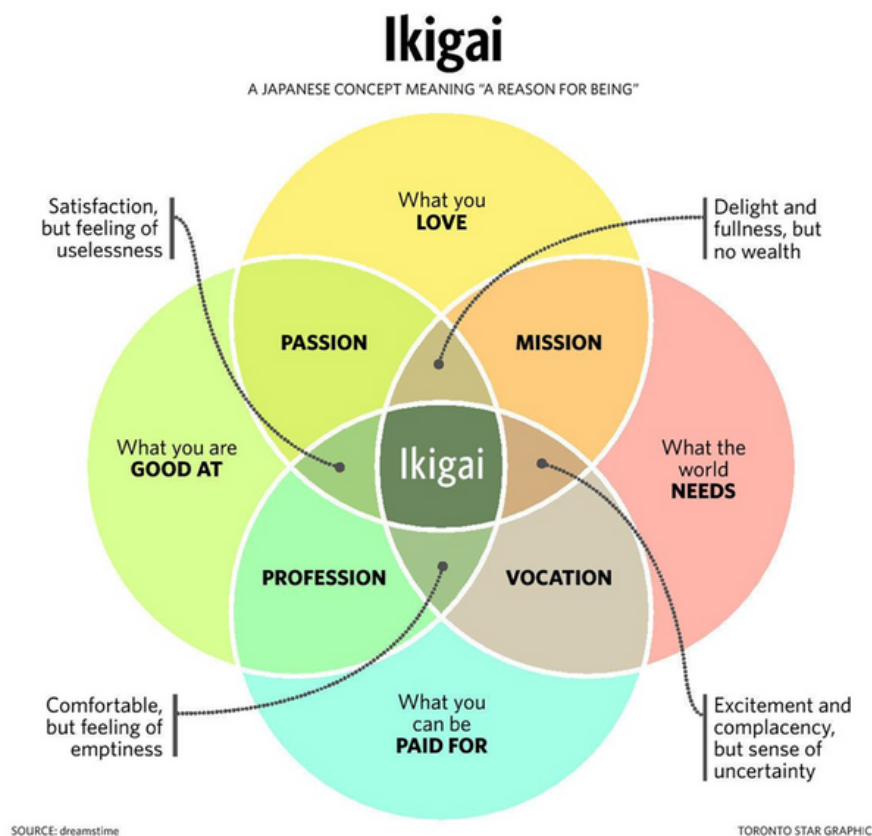 Ikigai
A JAPANESE CONCEPT MEANING “A REASON FOR BEING”
Satisfaction,
but feeling of
uselessness
What you
LOVE
Delight and
fullness, but
no wealth
PASSION
MISSION
What you are
GOOD AT
Ikigai
What the
world
NEEDS
PROFESSION
VOCATION
Comfortable,
but feeling of
emptiness
What you
can be
PAID FOR
Excitement and
complacency,
but sense of
uncertainty
SOURCE: dreamstime
TORONTO STAR GRAPHIC